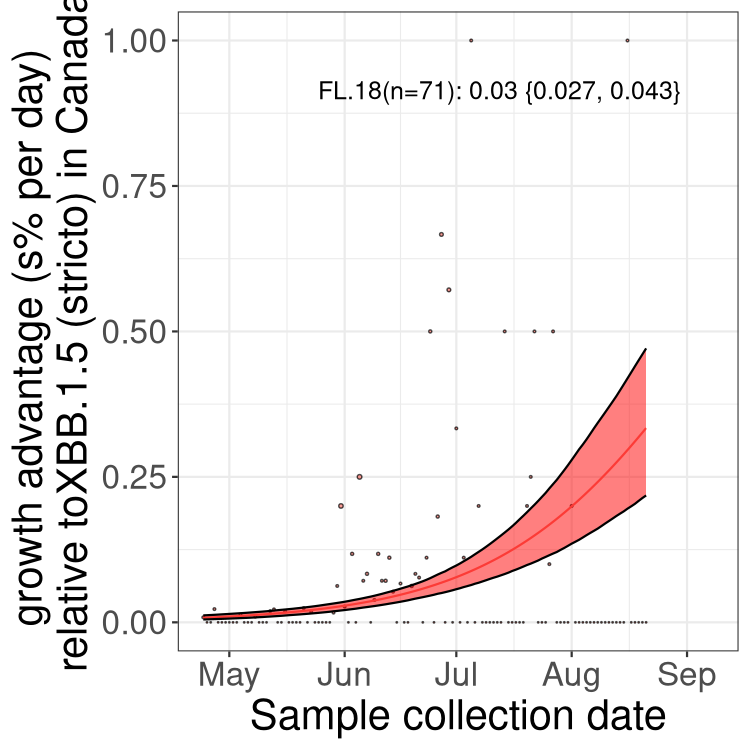 growth advantage (s% per day)
relative toXBB.1.5 (stricto) in Canada
1.00
0.75
0.50
0.25
0.00
FL.18(n=71): 0.03 {0.027, 0.043}
May Jun Jul Aug Sep
Sample collection date